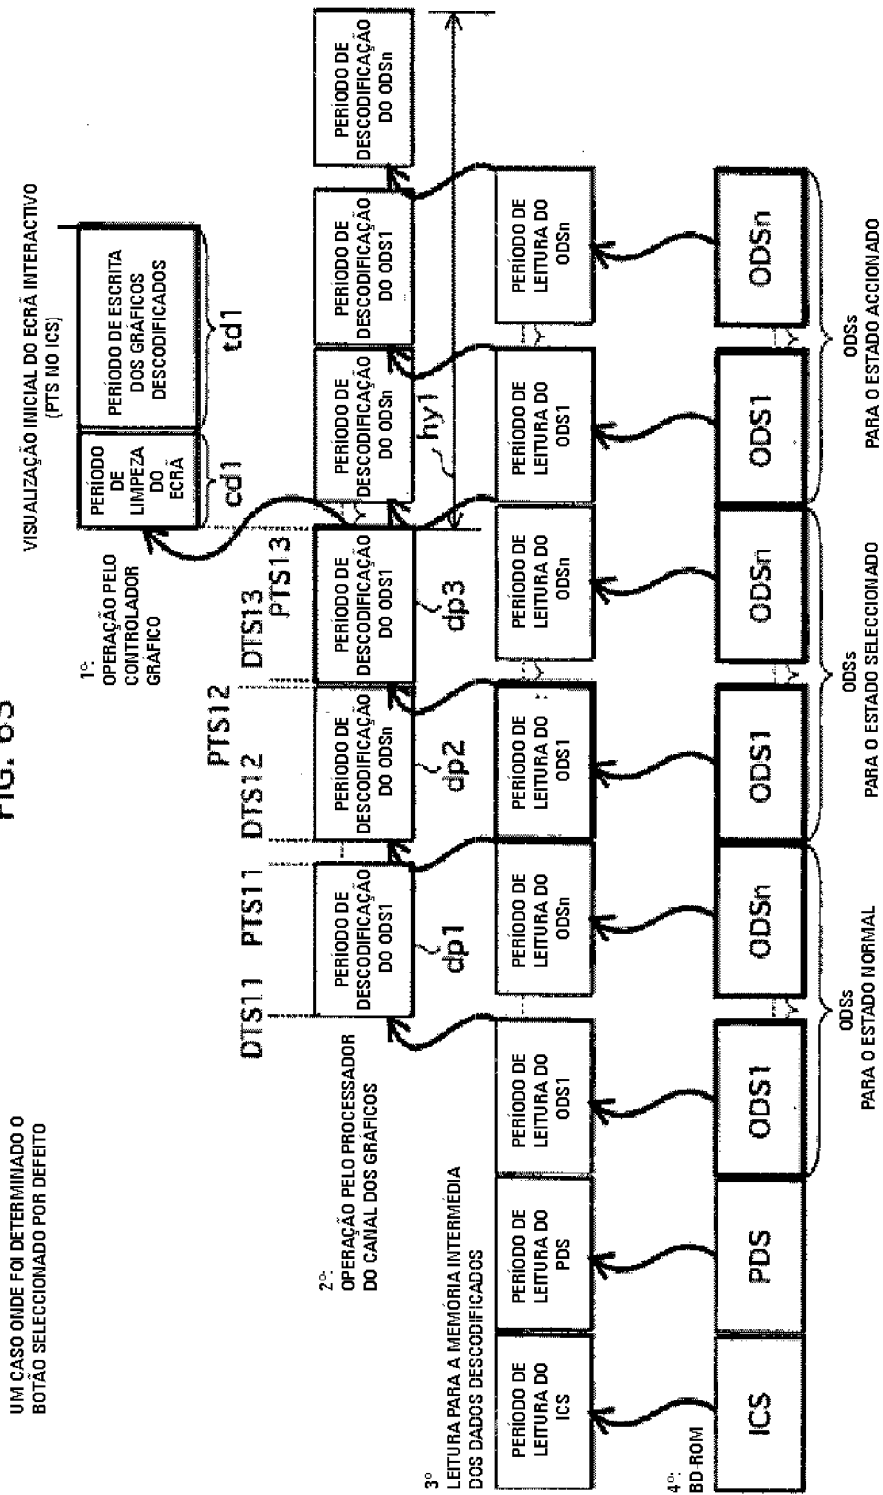 FIG.
UM CASO ONDE FOI DETERMINADO O
BOTÃO SELECCIONADO POR DEFEITO
VISUALIZAÇÃO INICIAL DO ECRÃ INTERACTIVO
(PTS NO ICS)
1º:
OPERAÇÃO PELO
CONTROLADOR
GRÁFICO
PERÍODO
DE
LIMPEZA
DO
ECRÃ
PERÍODO DE ESCRITA
DOS GRÁFICOS
DESCODIFICADOS
cd1
td1
DTS11
PTS11
DTS12
PTS12
DTS13
PTS13
2º:
OPERAÇÃO PELO PROCESSADOR
DO CANAL DOS GRÁFICOS
PERÍODO DE
DESCODIFICAÇÃO
DO ODS1
PERÍODO DE
DESCODIFICAÇÃO
DO ODSn
PERÍODO DE
DESCODIFICAÇÃO
DO ODS1
PERÍODO DE
DESCODIFICAÇÃO
DO ODSn
PERÍODO DE
DESCODIFICAÇÃO
DO ODS1
PERÍODO DE
DESCODIFICAÇÃO
DO ODSn
dp1
dp2
dp3
hy1
3º
LEITURA PARA A MEMÓRIA INTERMÉDIA
DOS DADOS DESCODIFICADOS
PERÍODO DE
LEITURA DO
ICS
PERÍODO DE
LEITURA DO
PDS
PERÍODO DE
LEITURA DO
ODS1
PERÍODO DE
LEITURA DO
ODSn
PERÍODO DE
LEITURA DO
ODS1
PERÍODO DE
LEITURA DO
ODSn
PERÍODO DE
LEITURA DO
ODS1
PERÍODO DE
LEITURA DO
ODSn
4º:
BD-ROM
ICS
PDS
ODS1
ODSn
ODS1
ODSn
ODS1
ODSn
ODSs
PARA O ESTADO NORMAL
ODSs
PARA O ESTADO SELECCIONADO
ODSs
PARA O ESTADO ACCIONADO